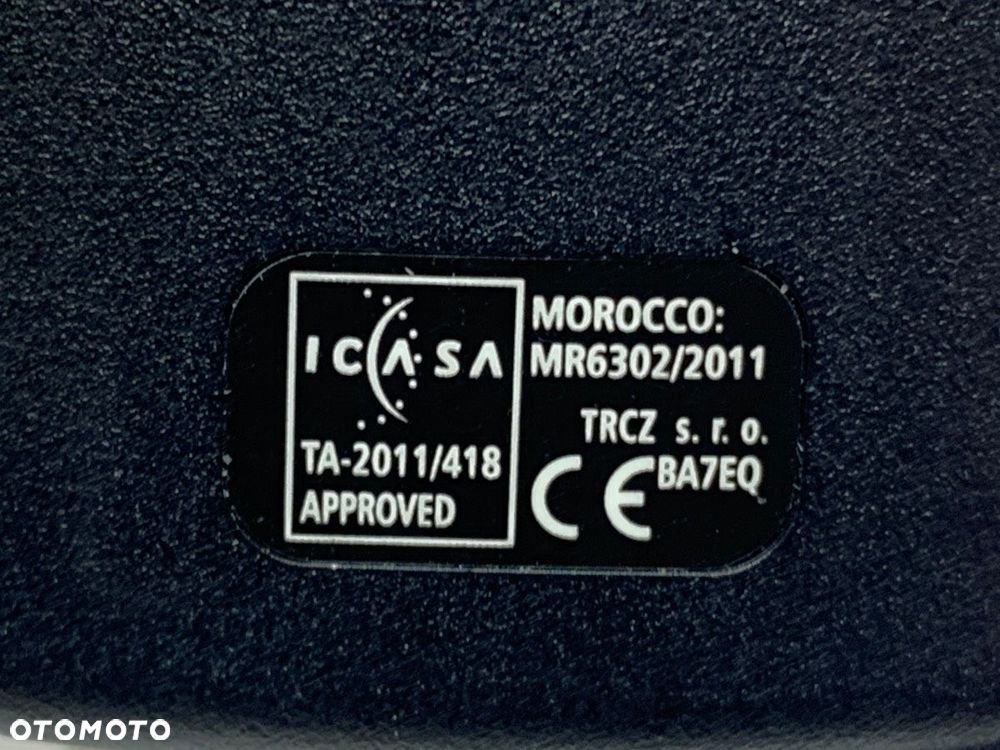 ICASA
TA-2011/418
APPROVED
MOROCCO:
MR6302/2011
TRCZ s. r. o.
CE BA7EQ
OTOMOTO